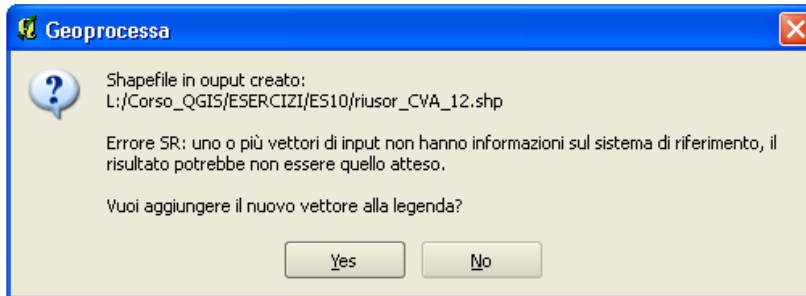 Geoprocessa
Shapefile in ouput creato:
L:/Corso_QGIS/ESERCIZI/ES10/riusor_CVA_12.shp
Errore SR: uno o più vettori di input non hanno informazioni sul sistema di riferimento, il
risultato potrebbe non essere quello atteso.
Vuoi aggiungere il nuovo vettore alla legenda?
Yes
No